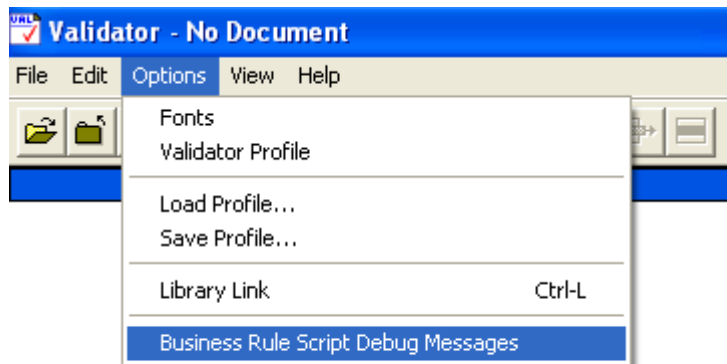 URL
Validator - No Document
File Edit Options View Help
Fonts
Validator Profile
Load Profile...
Save Profile...
Library Link Ctrl-L
Business Rule Script Debug Messages